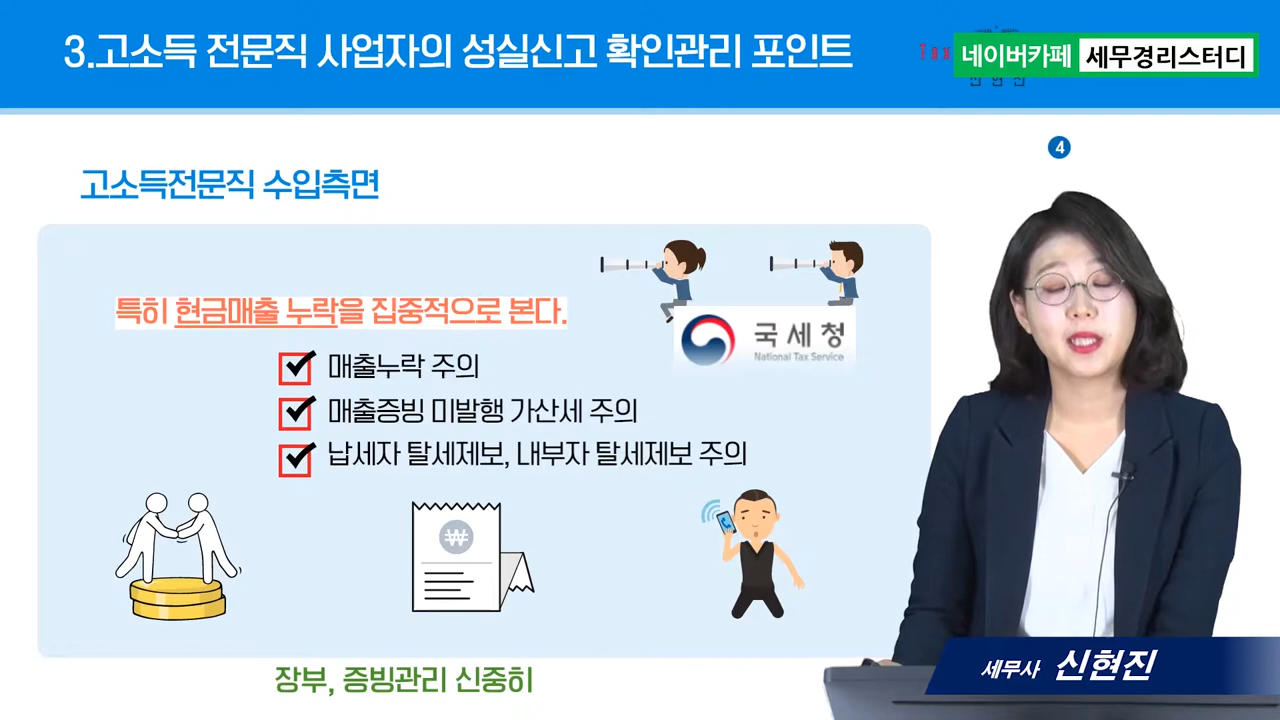 3.고소득 전문직 사업자의 성실신고 확인관리 포인트
Tax
네이버카페 세무경리스터디
신현진
4
고소득전문직 수입측면
특히 현금매출 누락을 집중적으로 본다.
국세청
National Tax Service
매출누락 주의
매출증빙 미발행 가산세 주의
납세자 탈세제보, 내부자 탈세제보 주의
₩
장부, 증빙관리 신중히
세무사 신현진